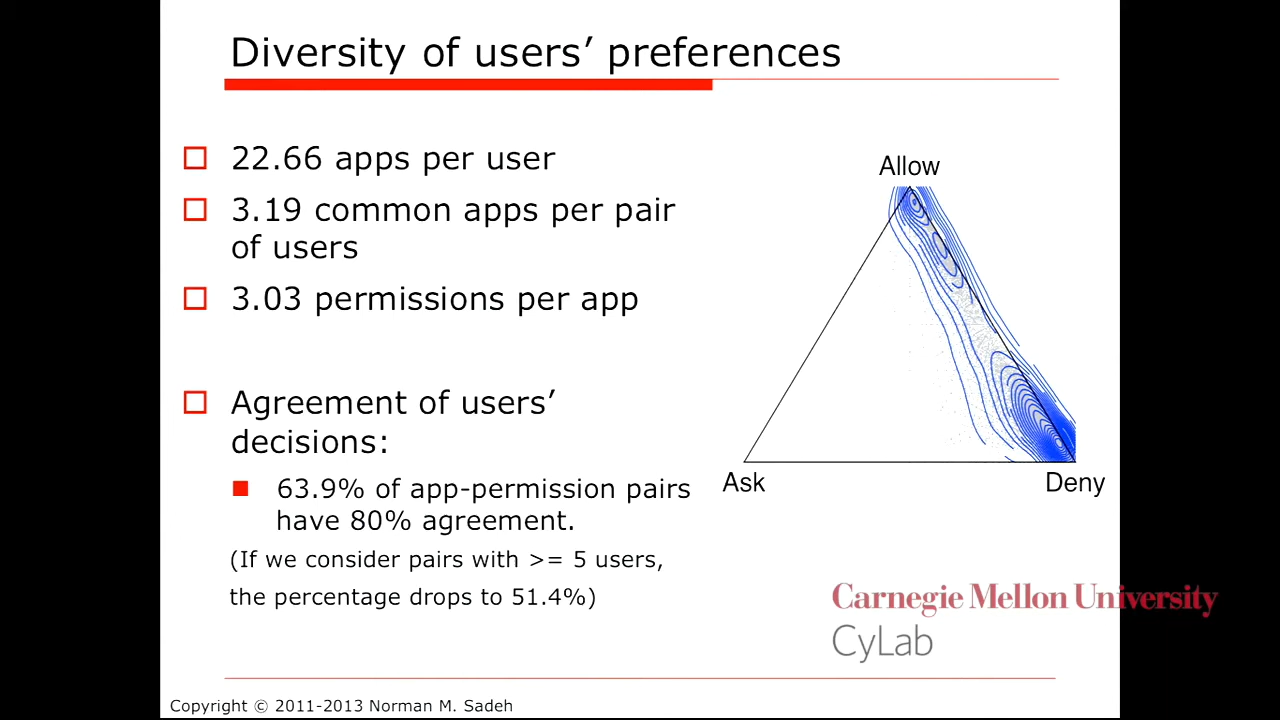 Diversity of users’ preferences
22.66 apps per user
3.19 common apps per pair
of users
3.03 permissions per app
Agreement of users’
decisions:
63.9% of app-permission pairs
have 80% agreement.
(If we consider pairs with >= 5 users,
the percentage drops to 51.4%)
Allow
Ask
Deny
Carnegie Mellon University
CyLab
Copyright © 2011-2013 Norman M. Sadeh